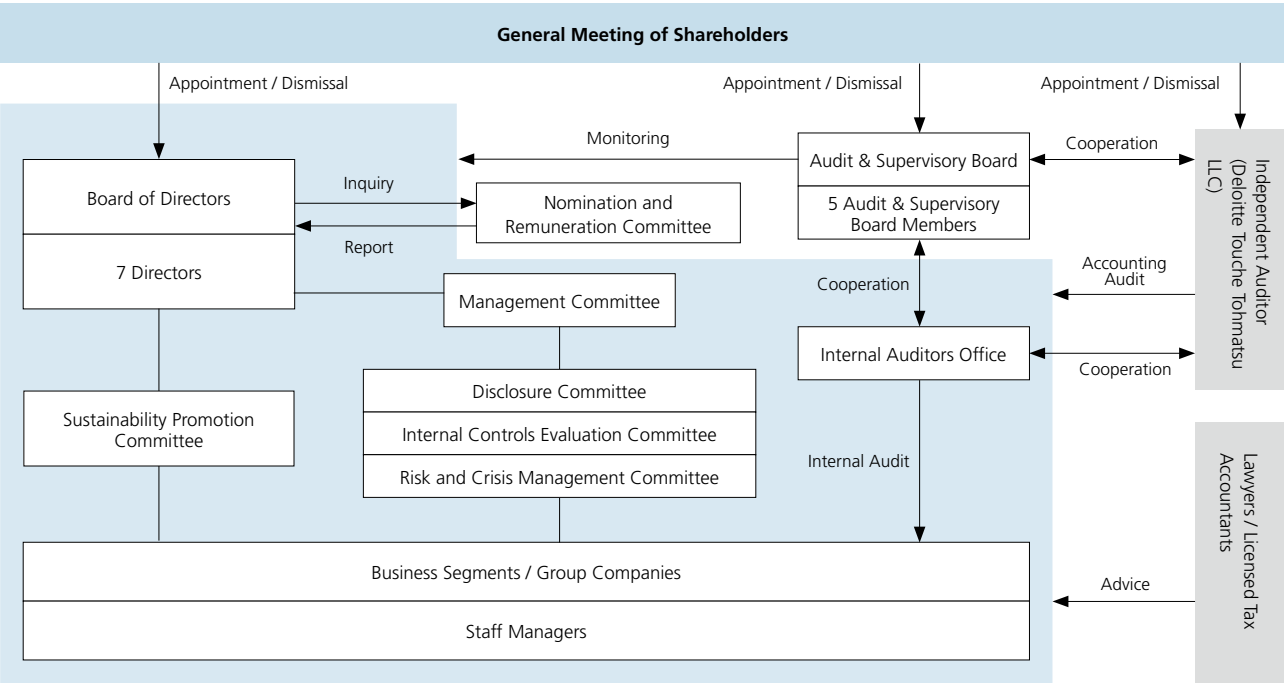 General Meeting of Shareholders
Appointment / Dismissal
Appointment / Dismissal
Appointment / Dismissal
Monitoring
Cooperation
Audit & Supervisory Board
5 Audit & Supervisory
Board Members
Independent Auditor
(Deloitte Touche Tohmatsu
LLC)
Board of Directors
7 Directors
Inquiry
Report
Nomination and
Remuneration Committee
Management Committee
Cooperation
Accounting
Audit
Internal Auditors Office
Cooperation
Disclosure Committee
Internal Controls Evaluation Committee
Risk and Crisis Management Committee
Sustainability Promotion
Committee
Internal Audit
Lawyers / Licensed Tax
Accountants
Business Segments / Group Companies
Staff Managers
Advice